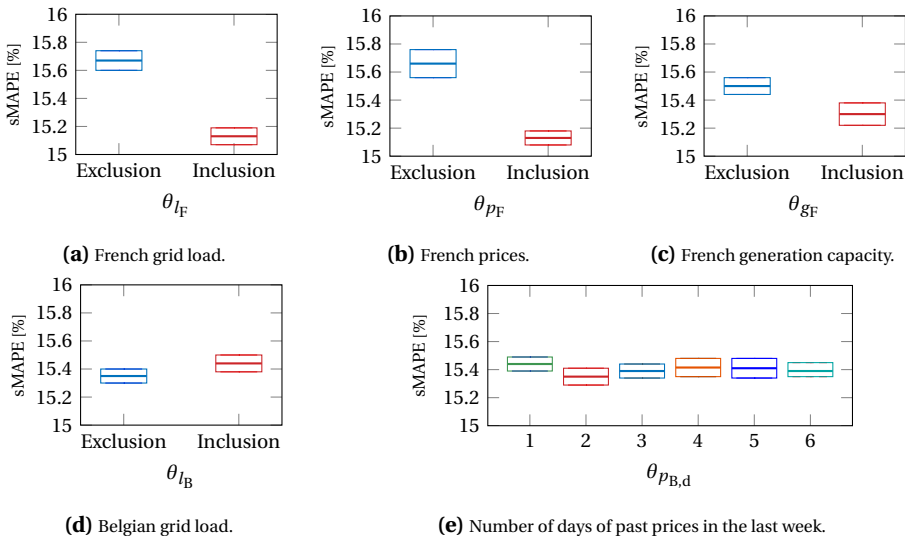 16
15.8
15.6
15.4
15.2
15
sMAPE [%]
Exclusion Inclusion
θ_{l_F}
(a) French grid load.
16
15.8
15.6
15.4
15.2
15
sMAPE [%]
Exclusion Inclusion
θ_{p_F}
(b) French prices.
16
15.8
15.6
15.4
15.2
15
sMAPE [%]
Exclusion Inclusion
θ_{g_F}
(c) French generation capacity.
16
15.8
15.6
15.4
15.2
15
sMAPE [%]
Exclusion Inclusion
θ_{l_B}
(d) Belgian grid load.
16
15.8
15.6
15.4
15.2
15
sMAPE [%]
1 2 3 4 5 6
θ_{p_{B,d}}
(e) Number of days of past prices in the last week.